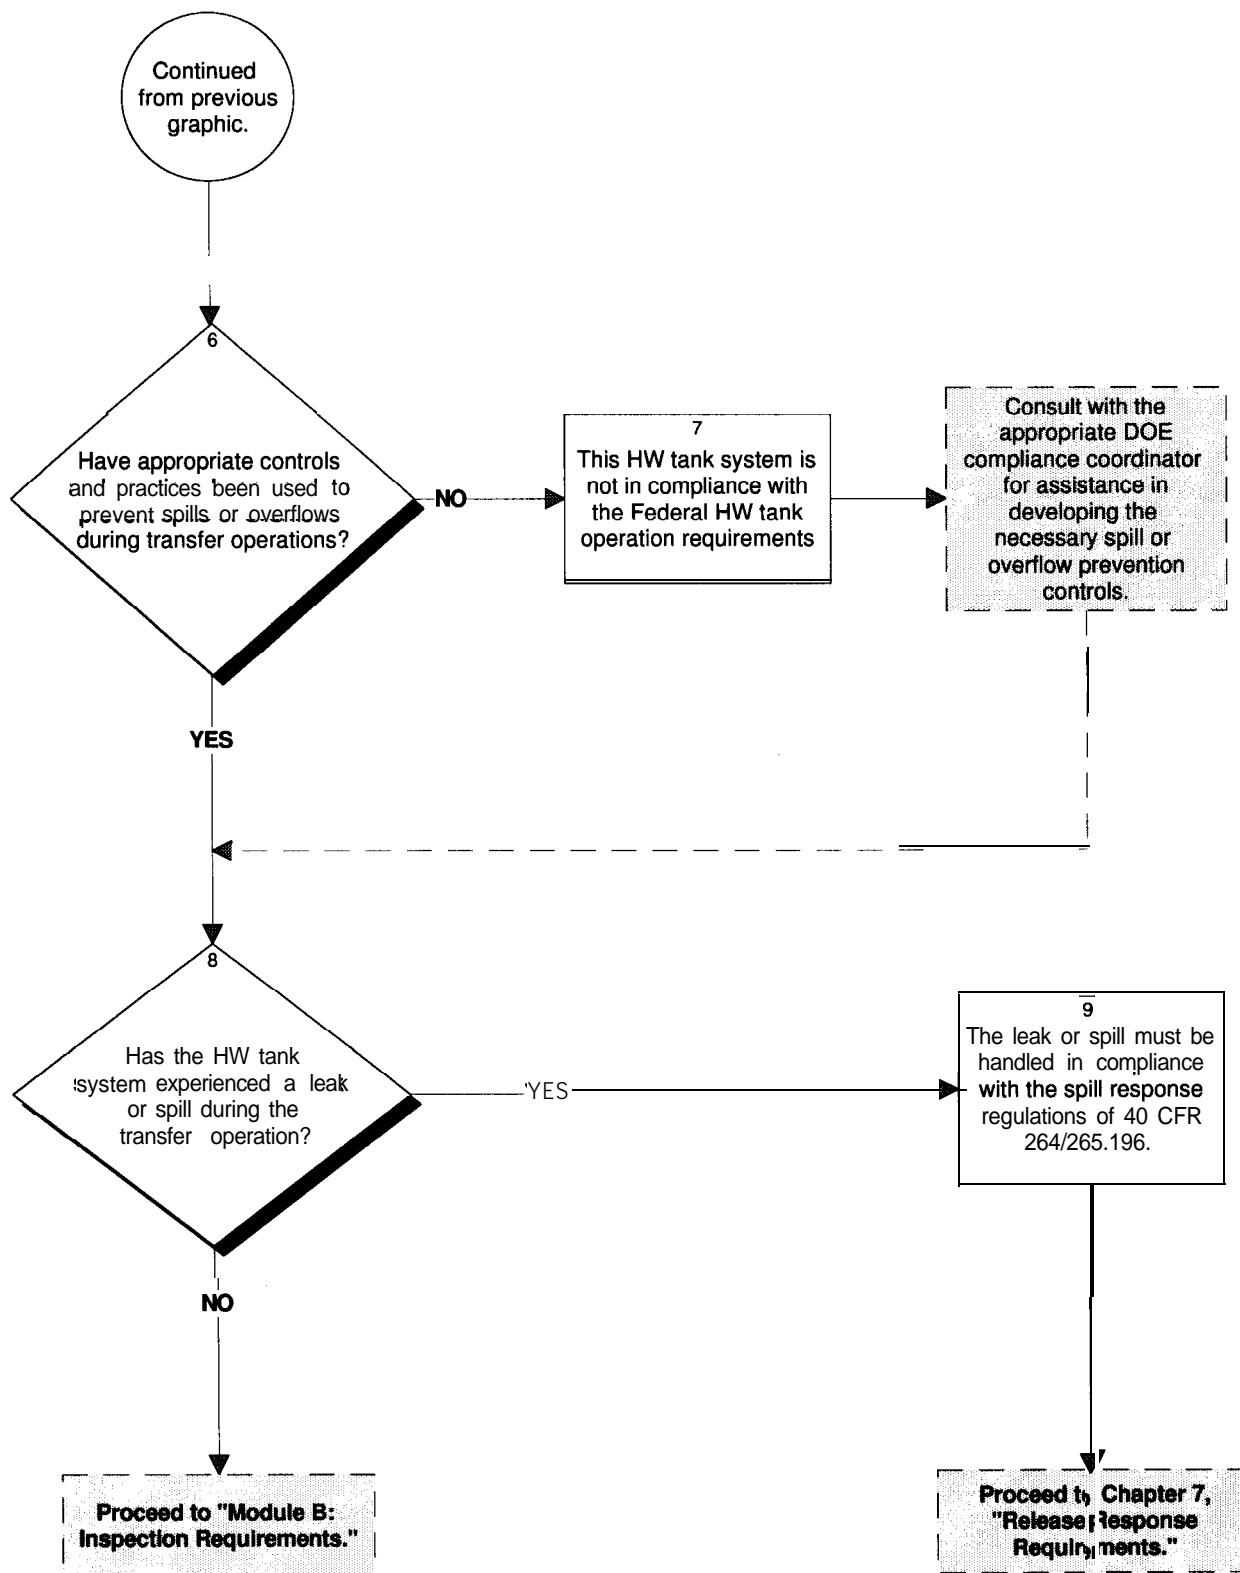 Continued
from previous
graphic.
6
Have appropriate controls
and practices been used to
prevent spills or overflows
during transfer operations?
NO
7
This HW tank system is
not in compliance with
the Federal HW tank
operation requirements
Consult with the
appropriate DOE
compliance coordinator
for assistance in
developing the
necessary spill or
overflow prevention
controls.
YES
8
Has the HW tank
system experienced a leak
or spill during the
transfer operation?
YES
9
The leak or spill must be
handled in compliance
with the spill response
regulations of 40 CFR
264/265.196.
NO
Proceed to "Module B:
Inspection Requirements."
Proceed to Chapter 7,
"Release Response
Requirements."